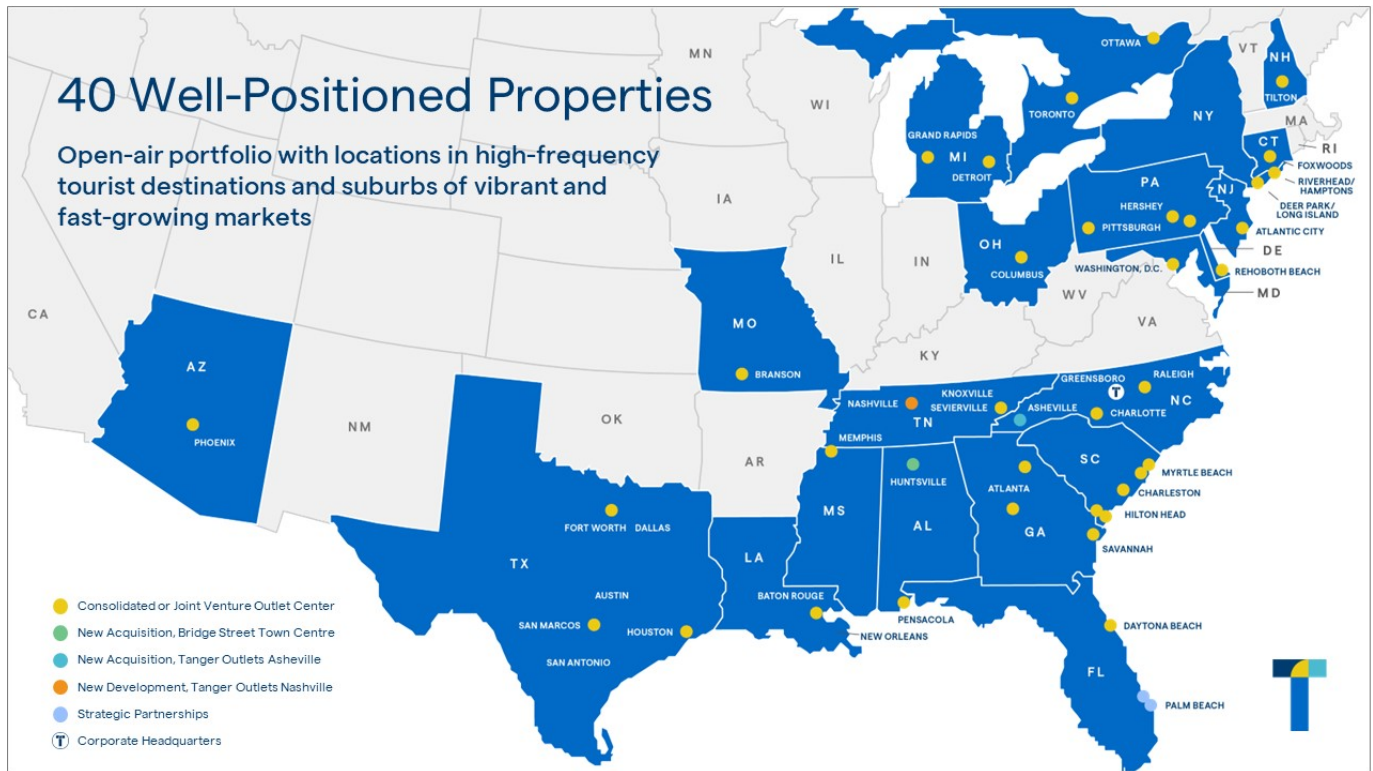 40 Well-Positioned Properties
Open-air portfolio with locations in high-frequency
tourist destinations and suburbs of vibrant and
fast-growing markets
MN
WI
IA
IL
IN
KY
WV
VA
VT
NH
TILTON
MA
RI
CT
FOXWOODS
RIVERHEAD/
HAMPTONS
DEER PARK/
LONG ISLAND
NY
OTTAWA
TORONTO
GRAND RAPIDS
MI
DETROIT
PA
NJ
HERSHEY
PITTSBURGH
ATLANTIC CITY
OH
COLUMBUS
WASHINGTON, D.C.
DE
REHOBOTH BEACH
MD
CA
AZ
PHOENIX
NM
OK
AR
MO
BRANSON
NASHVILLE
KNOXVILLE
SEVIERVILLE
TN
MEMPHIS
ASHEVILLE
GREENSBORO
T
RALEIGH
CHARLOTTE
NC
SC
MYRTLE BEACH
CHARLESTON
HILTON HEAD
SAVANNAH
ATLANTA
GA
HUNTSVILLE
AL
MS
LA
BATON ROUGE
NEW ORLEANS
PENSACOLA
FORT WORTH DALLAS
TX
AUSTIN
SAN MARCOS
HOUSTON
SAN ANTONIO
DAYTONA BEACH
FL
PALM BEACH
Consolidated or Joint Venture Outlet Center
New Acquisition, Bridge Street Town Centre
New Acquisition, Tanger Outlets Asheville
New Development, Tanger Outlets Nashville
Strategic Partnerships
T Corporate Headquarters